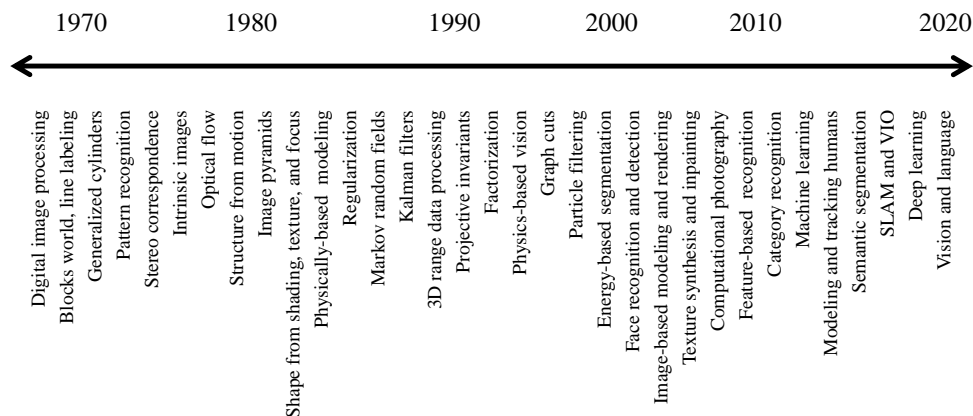 1970 1980 1990 2000 2010 2020
Digital image processing
Blocks world, line labeling
Generalized cylinders
Pattern recognition
Stereo correspondence
Intrinsic images
Optical flow
Structure from motion
Image pyramids
Shape from shading, texture, and focus
Physically-based modeling
Regularization
Markov random fields
Kalman filters
3D range data processing
Projective invariants
Factorization
Physics-based vision
Graph cuts
Particle filtering
Energy-based segmentation
Face recognition and detection
Image-based modeling and rendering
Texture synthesis and inpainting
Computational photography
Feature-based recognition
Category recognition
Machine learning
Modeling and tracking humans
Semantic segmentation
SLAM and VIO
Deep learning
Vision and language